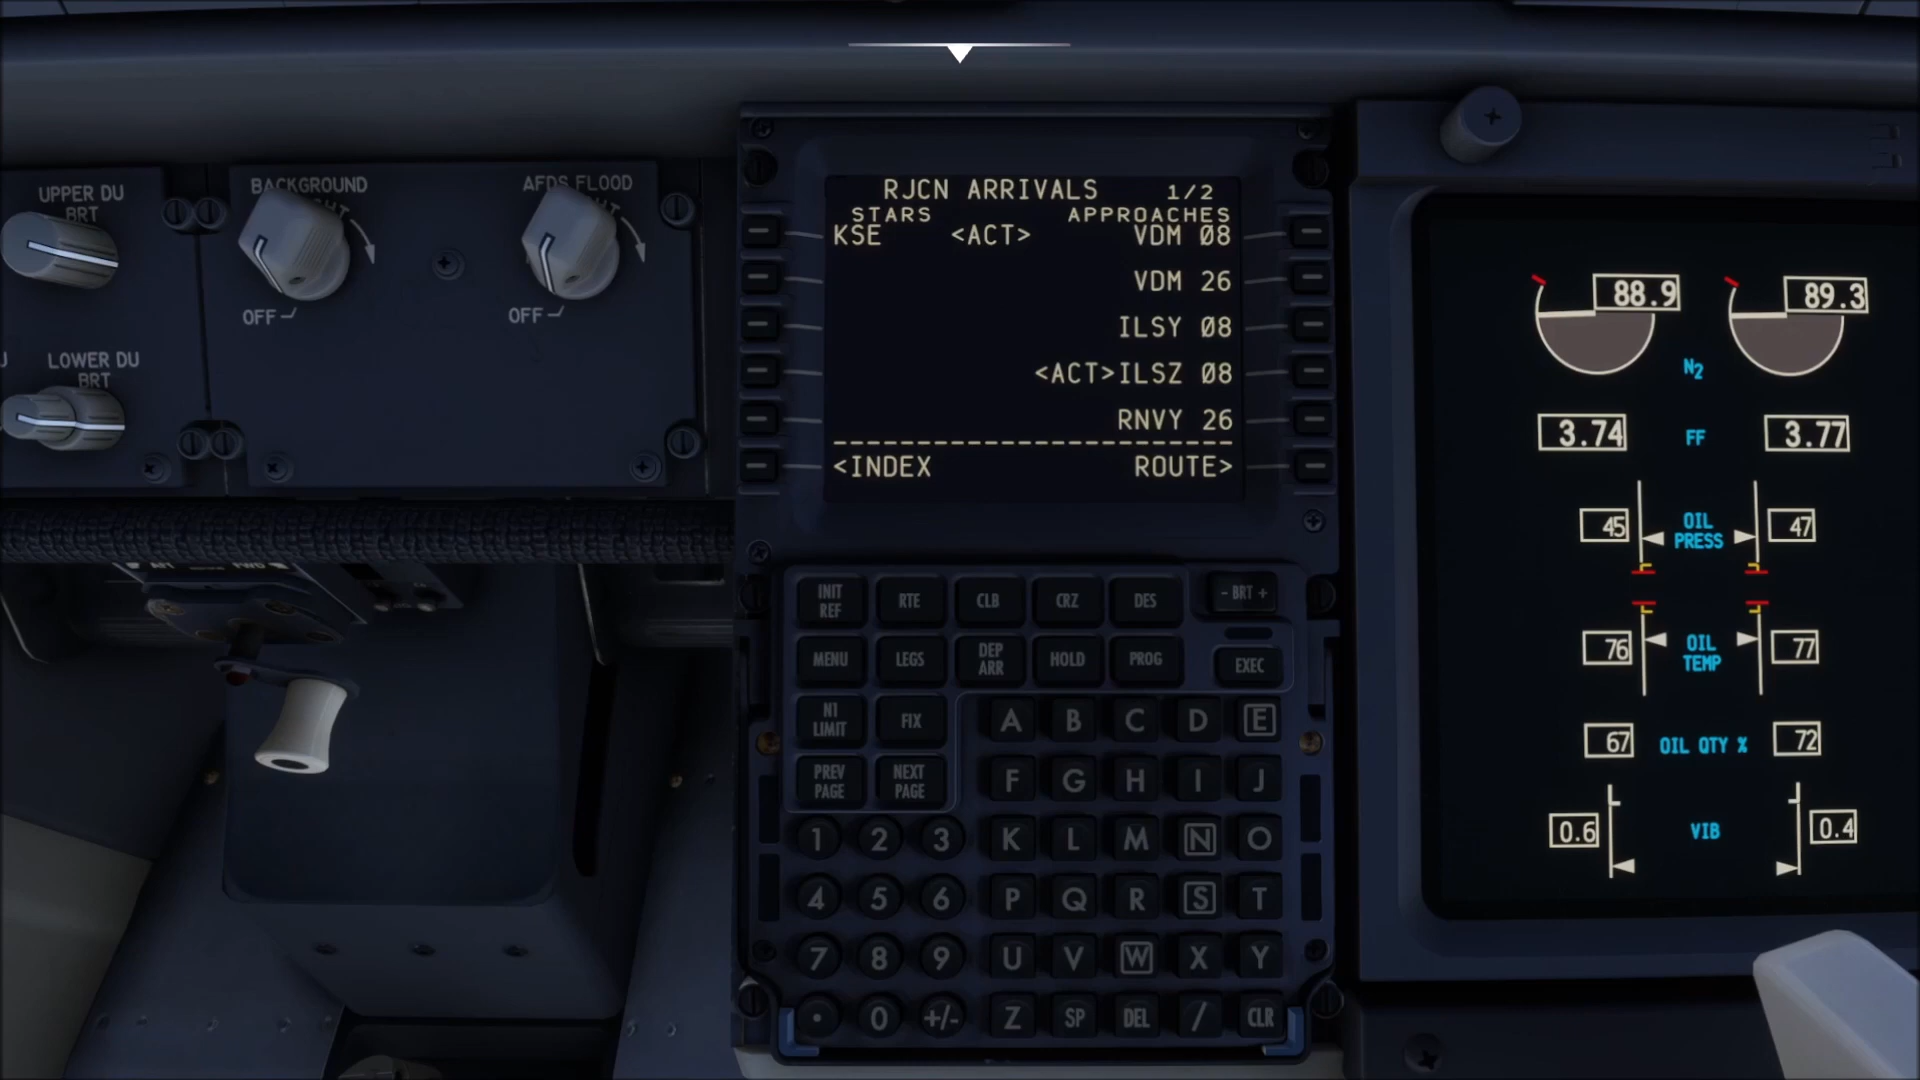 UPPER DU
BRT
BACKGROUND
OFF
AFDS FLOOD
OFF
LOWER DU
BRT
RJCN ARRIVALS 1/2
STARS APPROACHES
KSE <ACT> VDM 08
VDM 26
ILSY 08
<ACT>ILSZ 08
RNVY 26
<INDEX ROUTE>
INIT REF
RTE
CLB
CRZ
DES
- BRT +
MENU
LEGS
DEP ARR
HOLD
PROG
EXEC
N1 LIMIT
FIX
A B C D E
PREV PAGE
NEXT PAGE
F G H I J
1 2 3 K L M N O
4 5 6 P Q R S T
7 8 9 U V W X Y
. 0 +/- Z SP DEL / CLR
88.9 89.3
N2
3.74 FF 3.77
45 OIL PRESS 47
76 OIL TEMP 77
67 OIL QTY % 72
0.6 VIB 0.4